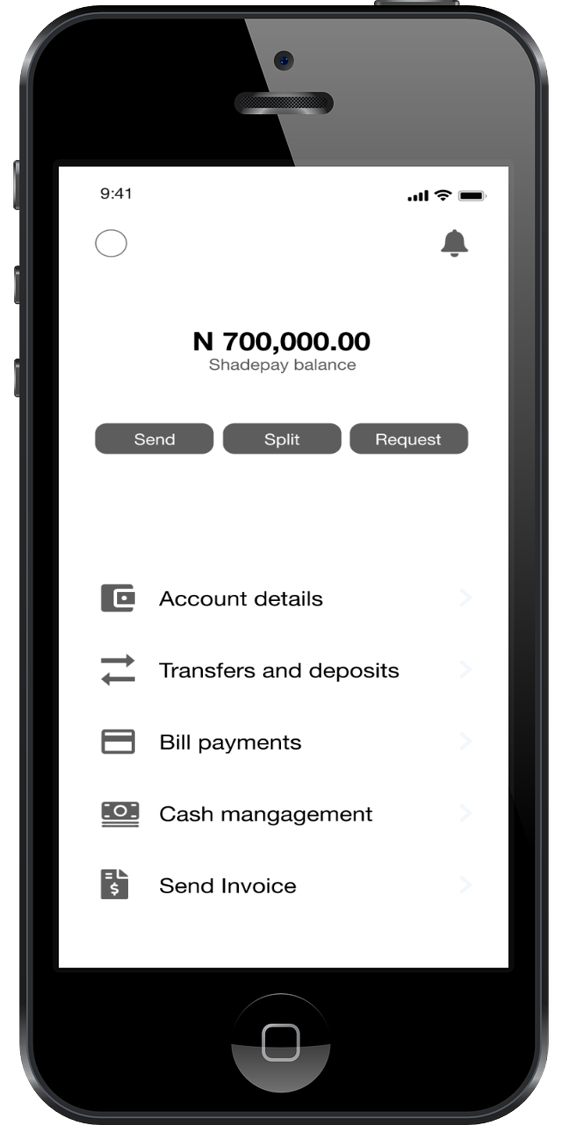 9:41
N 700,000.00
Shadepay balance
Send Split Request
Account details
Transfers and deposits
Bill payments
Cash mangagement
Send Invoice